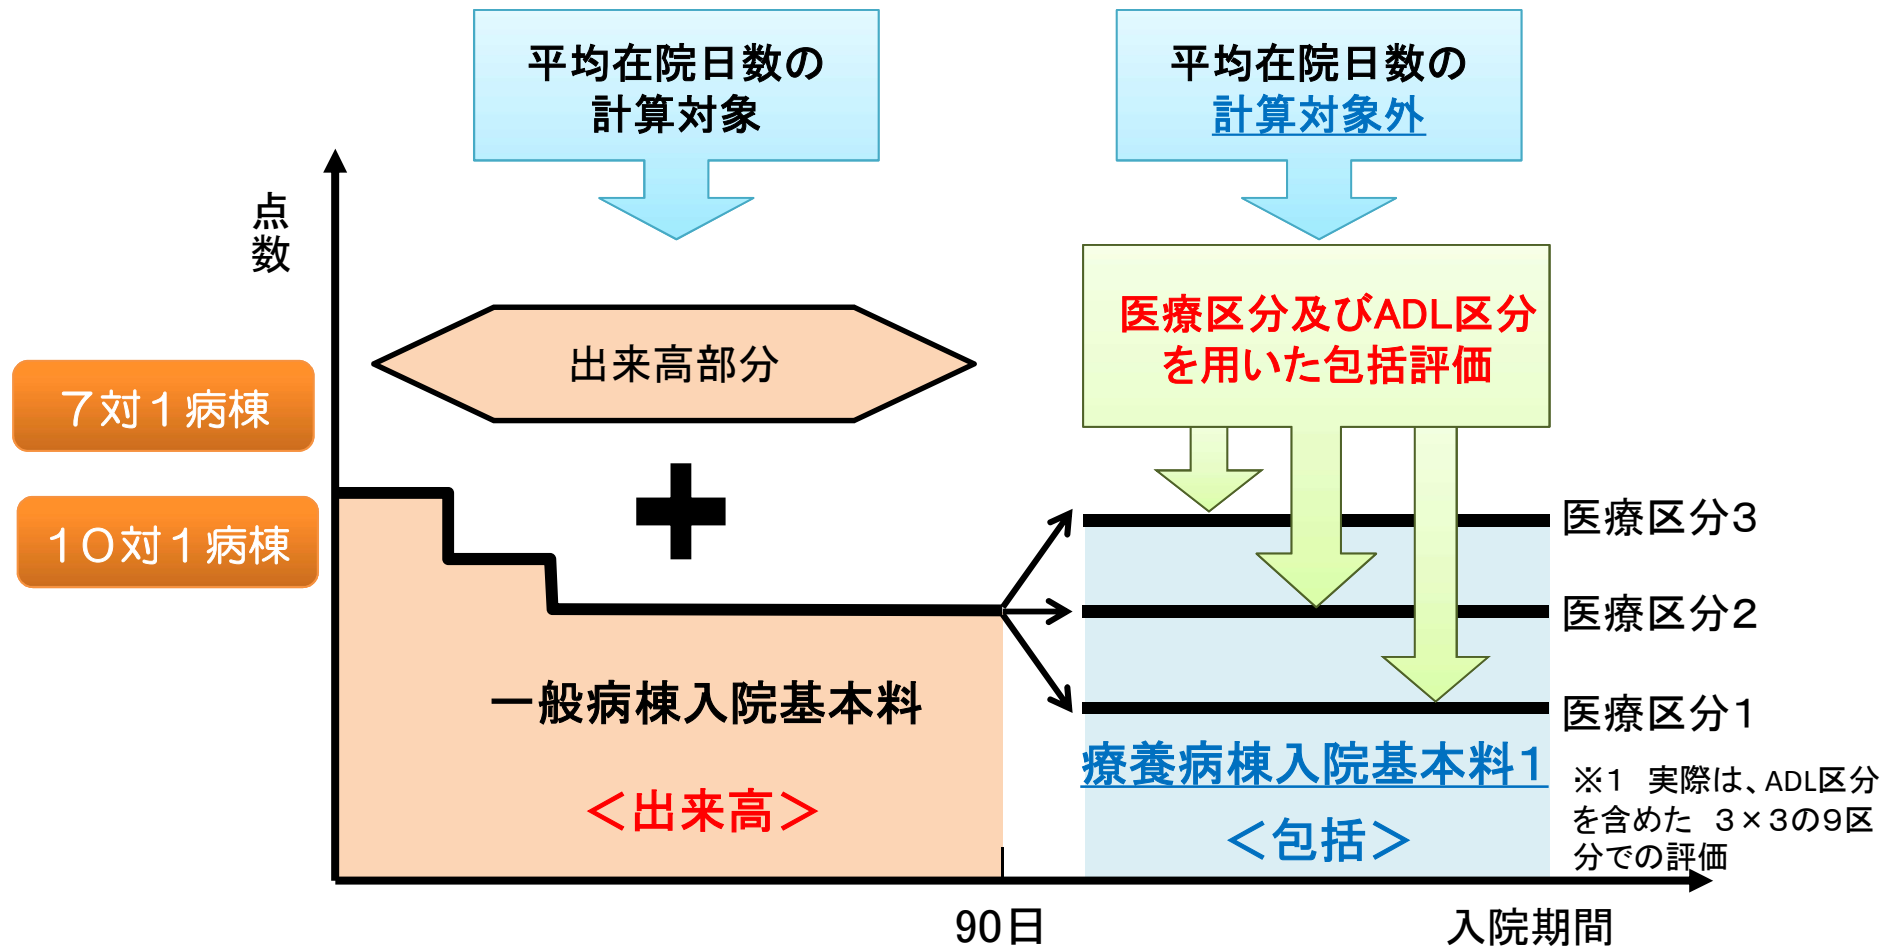 平均在院日数の
計算対象
平均在院日数の
計算対象外
点
数
出来高部分
医療区分及びADL区分
を用いた包括評価
７対１病棟
１０対１病棟
医療区分３
医療区分２
医療区分１
一般病棟入院基本料
＜出来高＞
療養病棟入院基本料1
＜包括＞
※１　実際は、ADL区分
を含めた　３×３の９区
分での評価
90日
入院期間